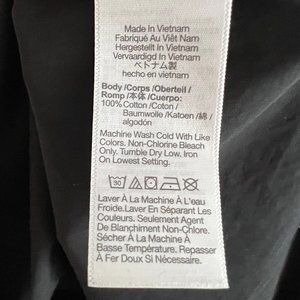 Made In Vietnam
Fabriqué Au Viêt Nam
Hergestellt In Vietnam
Vervaardigd In Vietnam
ベトナム製
hecho en vietnam
Body /Corps /Oberteil /
Romp /本体 /Cuerpo:
100% Cotton /Coton /
Baumwolle /Katoen /綿 /
algodón
Machine Wash Cold With Like
Colors. Non-Chlorine Bleach
Only. Tumble Dry Low. Iron
On Lowest Setting.
30
Laver À La Machine À L'eau
Froide. Laver En Séparant Les
Couleurs. Seulement Agent
De Blanchiment Non-Chlore.
Sécher À La Machine À
Basse Température. Repasser
À Fer Doux Si Nécessaire.